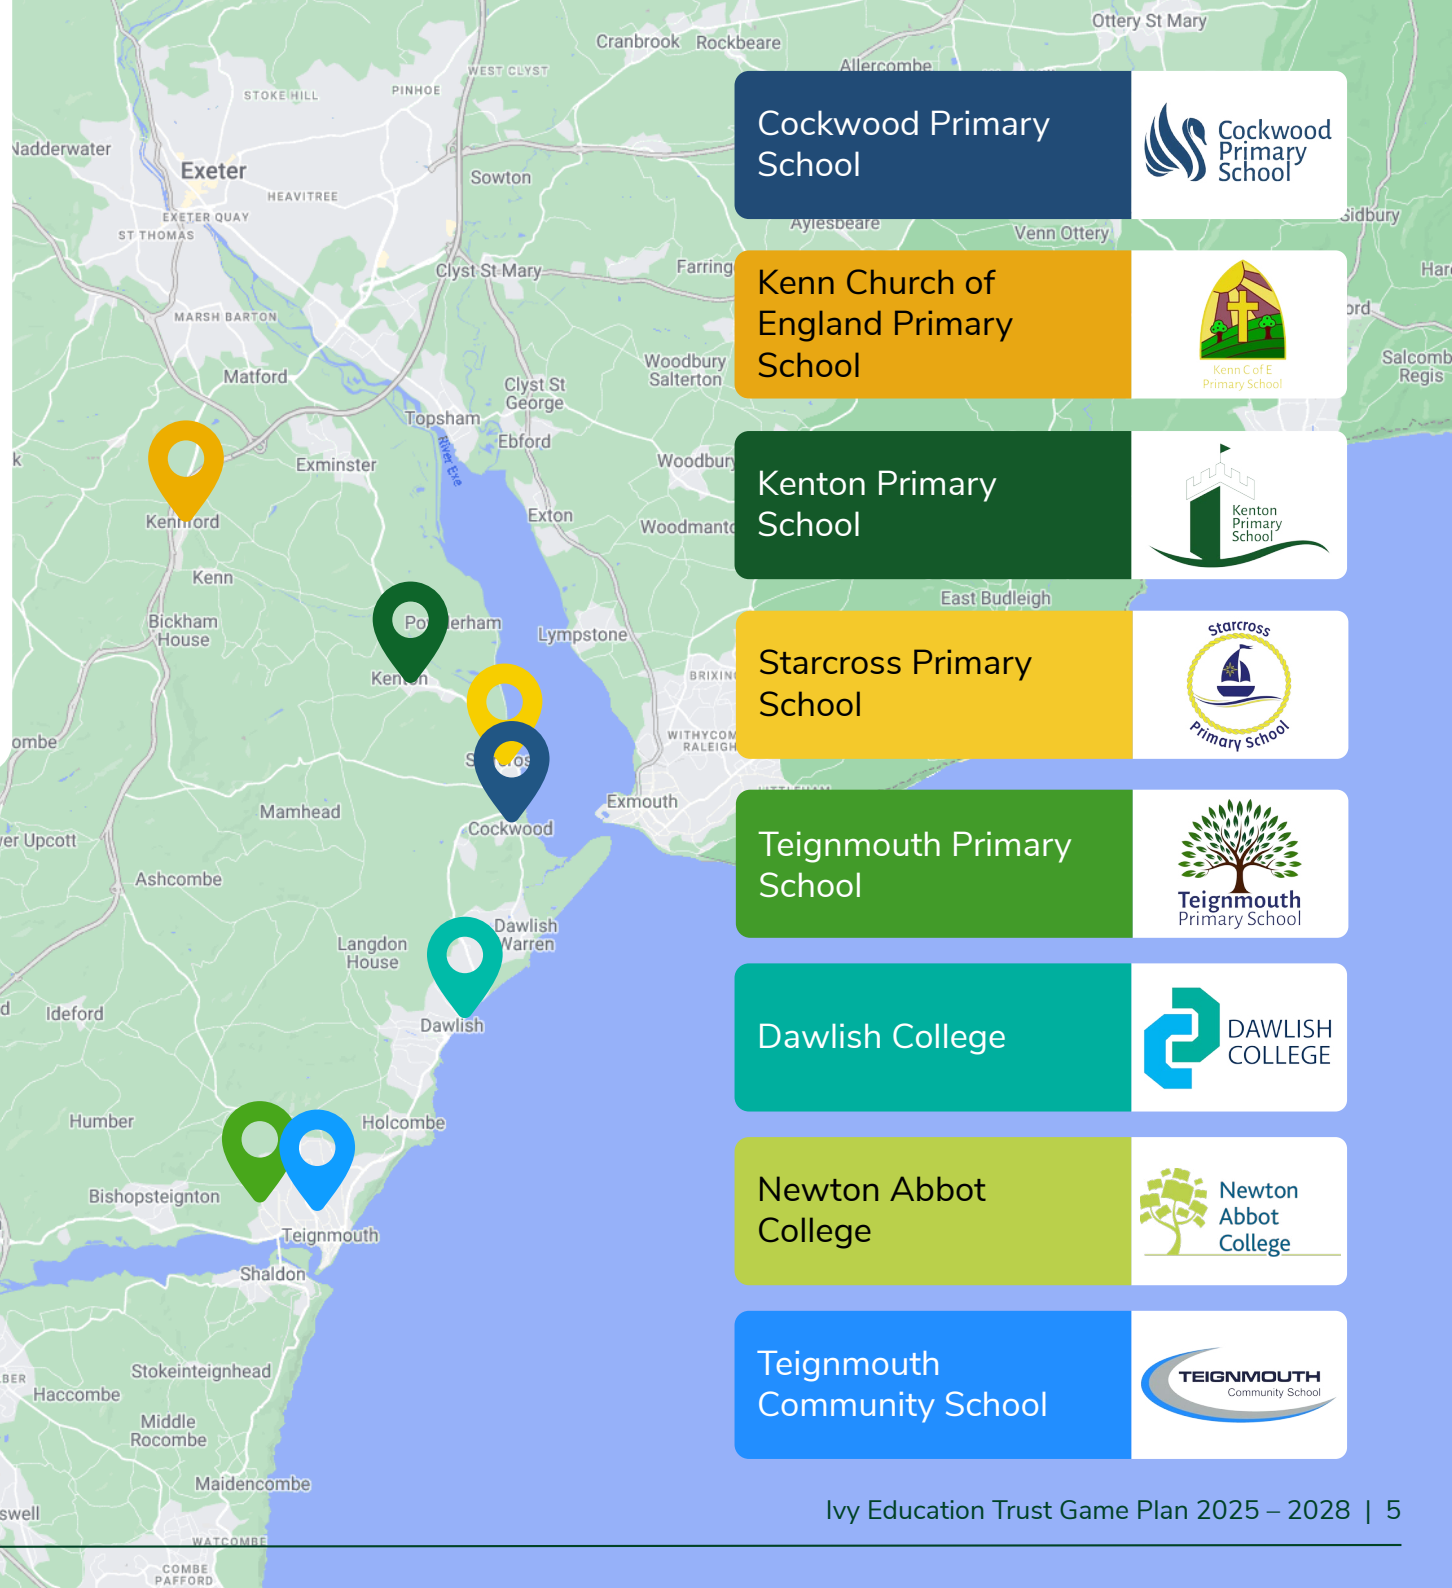 Ottery St Mary
Cranbrook
Rockbeare
Allercombe
WEST CLYST
STOKE HILL
PINHOE
Nadderwater
Exeter
Sowton
HEAVITREE
EXETER QUAY
ST THOMAS
Aylesbeare
Venn Ottery
Sidbury
Clyst St Mary
MARSH BARTON
Woodbury
Salterton
Salcomb
Regis
Matford
Clyst St
George
Topsham
River Exe
Ebford
Exminster
Exton
Kennford
Kenn
Bickham
House
Lympstone
East Budleigh
Kenton
Mamhead
Exmouth
Cockwood
Ashcombe
Dawlish
Warren
Langdon
House
Ideford
Dawlish
Humber
Holcombe
Bishopsteignton
Teignmouth
Shaldon
Stokeinteignhead
Haccombe
Middle
Rocombe
Maidencombe
WATCOMBE
COMBE
PAFFORD
Cockwood Primary
School
Cockwood
Primary
School
Kenn Church of
England Primary
School
Kenn C of E
Primary School
Kenton Primary
School
Kenton
Primary
School
Starcross Primary
School
Starcross
Primary School
Teignmouth Primary
School
Teignmouth
Primary School
Dawlish College
DAWLISH
COLLEGE
Newton Abbot
College
Newton
Abbot
College
Teignmouth
Community School
TEIGNMOUTH
Community School
Ivy Education Trust Game Plan 2025 – 2028 | 5